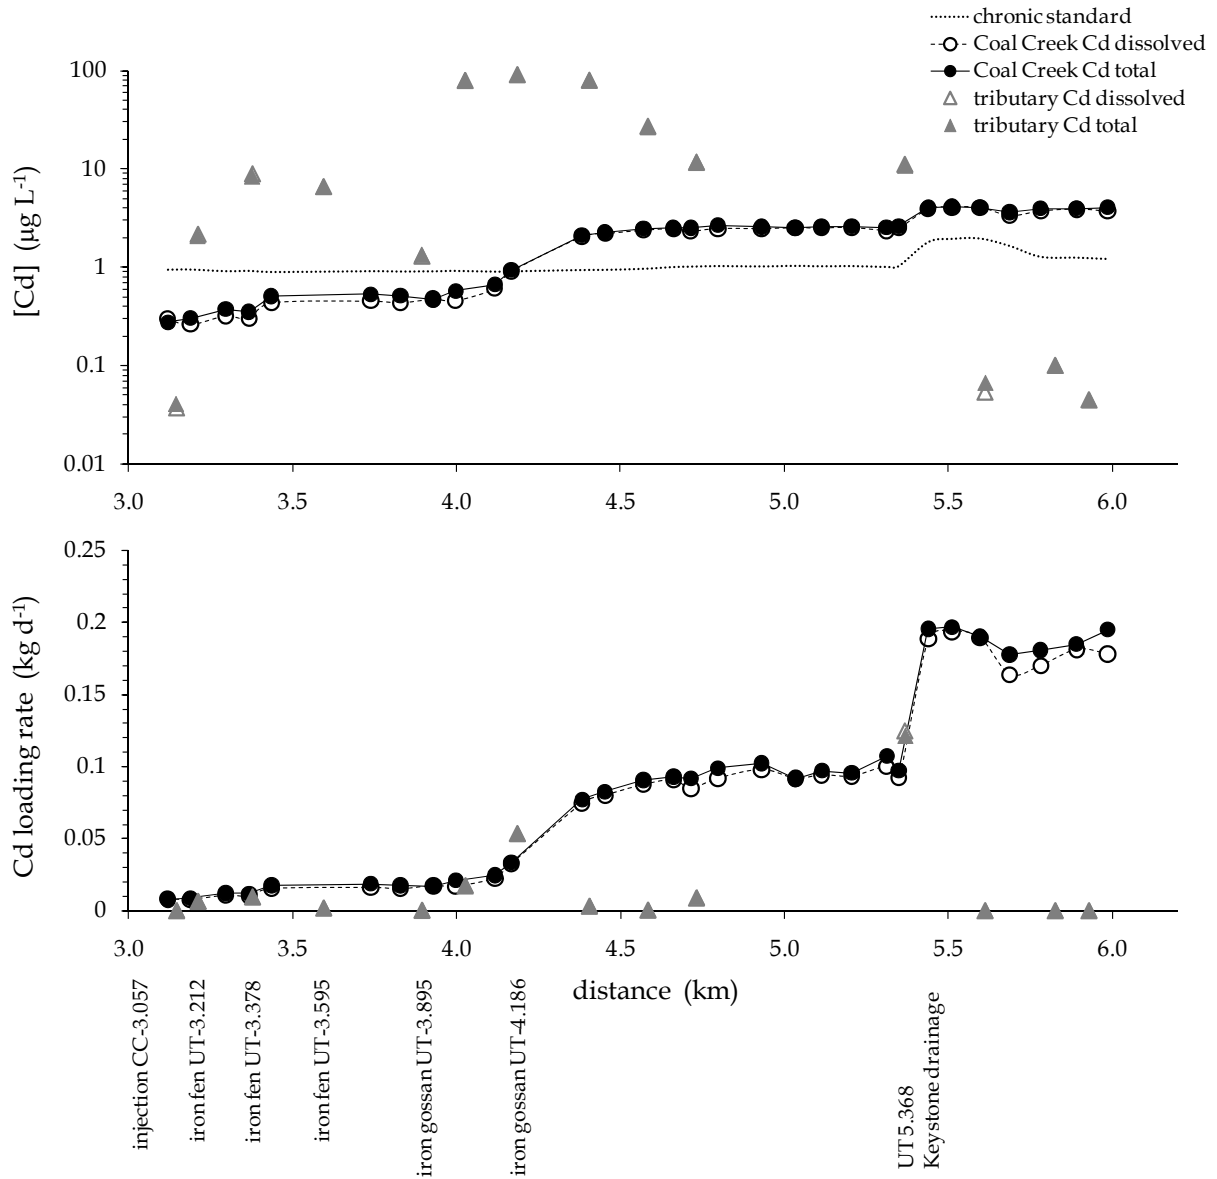 chronic standard
Coal Creek Cd dissolved
Coal Creek Cd total
tributary Cd dissolved
tributary Cd total
[Cd] (µg L⁻¹)
100
10
1
0.1
0.01
3.0 3.5 4.0 4.5 5.0 5.5 6.0
Cd loading rate (kg d⁻¹)
0.25
0.2
0.15
0.1
0.05
0
3.0 3.5 4.0 4.5 5.0 5.5 6.0
distance (km)
injection CC-3.057
iron fen UT-3.212
iron fen UT-3.378
iron fen UT-3.595
iron gossan UT-3.895
iron gossan UT-4.186
UT 5.368
Keystone drainage